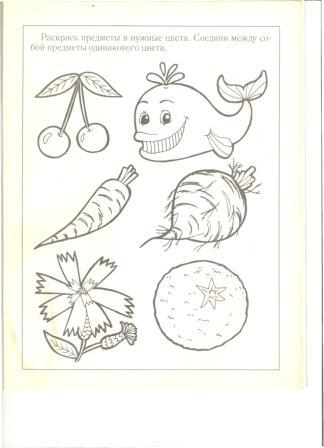 Раскрась предметы в нужные цвета. Соедини между со-
бой предметы одинакового цвета.